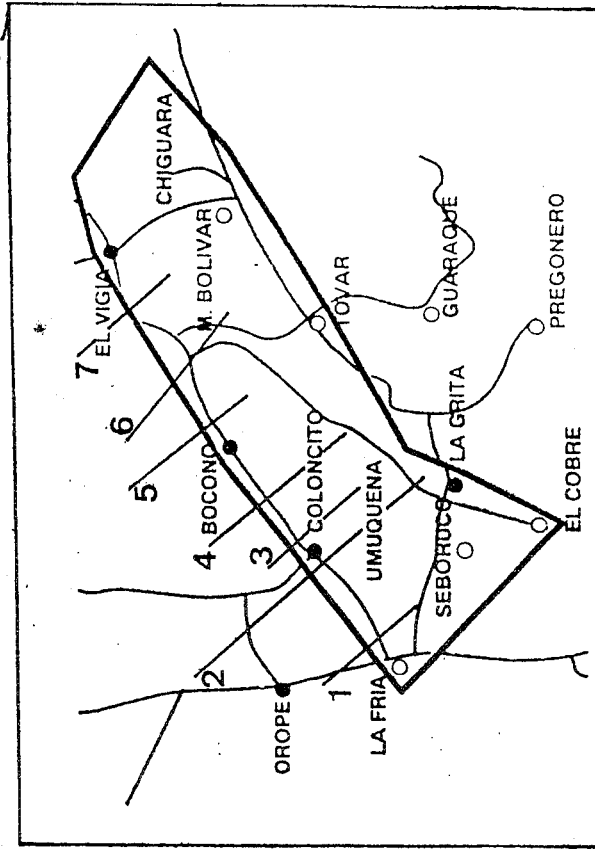 7
EL VIGIA
CHIGUARA
M. BOLIVAR
6
5
BOCONO
TOVAR
GUARAQUE
4
COLONCITO
3
UMUQUENA
LA GRITA
PREGONERO
2
SEBORUCO
1
OROPE
LA FRIA
EL COBRE